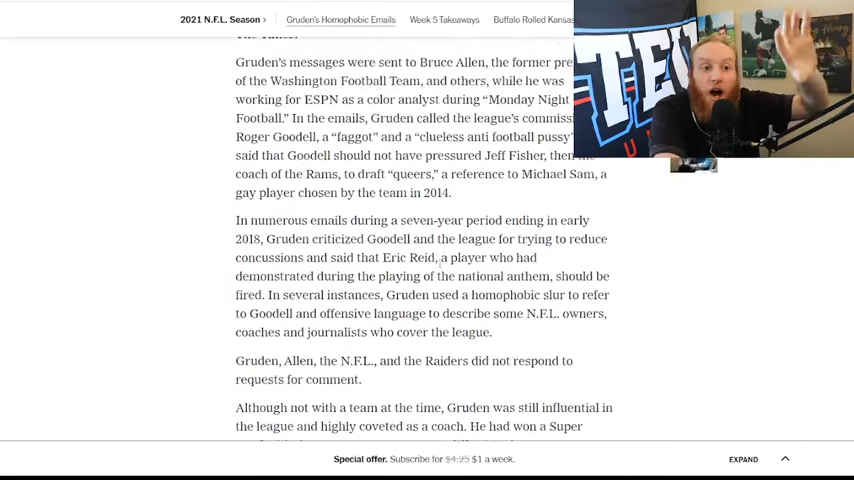 2021 N.F.L. Season › Gruden's Homophobic Emails Week 5 Takeaways Buffalo Rolled Kansas
The Times.
Gruden's messages were sent to Bruce Allen, the former pre
of the Washington Football Team, and others, while he was
working for ESPN as a color analyst during “Monday Night
Football.” In the emails, Gruden called the league's commis
Roger Goodell, a “faggot” and a “clueless anti football pussy”
said that Goodell should not have pressured Jeff Fisher, then the
coach of the Rams, to draft “queers,” a reference to Michael Sam, a
gay player chosen by the team in 2014.
In numerous emails during a seven-year period ending in early
2018, Gruden criticized Goodell and the league for trying to reduce
concussions and said that Eric Reid, a player who had
demonstrated during the playing of the national anthem, should be
fired. In several instances, Gruden used a homophobic slur to refer
to Goodell and offensive language to describe some N.F.L. owners,
coaches and journalists who cover the league.
Gruden, Allen, the N.F.L., and the Raiders did not respond to
requests for comment.
Although not with a team at the time, Gruden was still influential in
the league and highly coveted as a coach. He had won a Super
Special offer. Subscribe for $4.25 $1 a week.
EXPAND